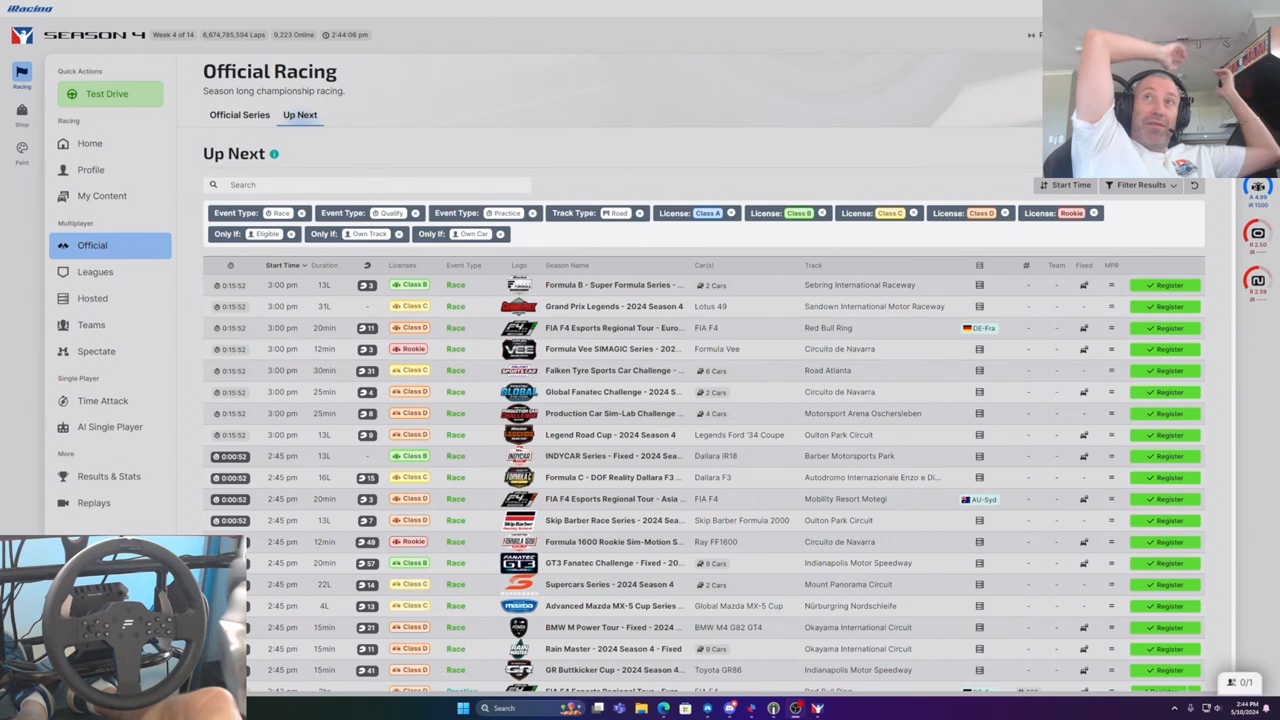 iRacing
SEASON 4 Week 4 of 14 6,674,785,594 Laps 9,223 Online 2:44:06 pm
Racing
Shop
Paint
Quick Actions
Test Drive
Racing
Home
Profile
My Content
Multiplayer
Official
Leagues
Hosted
Teams
Spectate
Single Player
Time Attack
AI Single Player
More
Results & Stats
Replays
Official Racing
Season long championship racing.
Official Series Up Next
Up Next
Search
Start Time Filter Results
Event Type: Race Event Type: Qualify Event Type: Practice Track Type: Road License: Class A License: Class B License: Class C License: Class D License: Rookie
Only If: Eligible Only If: Own Track Only If: Own Car
Start Time Duration Licenses Event Type Logo Season Name Car(s) Track # Team Fixed MPR
0:15:52 3:00 pm 13L 3 Class B Race Formula B - Super Formula Series - ... 2 Cars Sebring International Raceway - - = Register
0:15:52 3:00 pm 31L - Class C Race Grand Prix Legends - 2024 Season 4 Lotus 49 Sandown International Motor Raceway - - - = Register
0:15:52 3:00 pm 20min 11 Class D Race FIA F4 Esports Regional Tour - Euro... FIA F4 Red Bull Ring DE-Fra - - = Register
0:15:52 3:00 pm 12min 3 Rookie Race Formula Vee SIMAGIC Series - 202... Formula Vee Circuito de Navarra - - = Register
0:15:52 3:00 pm 30min 31 Class C Race Falken Tyre Sports Car Challenge - ... 6 Cars Road Atlanta - - - = Register
0:15:52 3:00 pm 25min 4 Class D Race Global Fanatec Challenge - 2024 S... 2 Cars Circuito de Navarra - - = Register
0:15:52 3:00 pm 25min 8 Class D Race Production Car Sim-Lab Challenge ... 4 Cars Motorsport Arena Oschersleben - - - = Register
0:15:52 3:00 pm 13L 9 Class D Race Legend Road Cup - 2024 Season 4... Legends Ford '34 Coupe Oulton Park Circuit - - = Register
0:00:52 2:45 pm 13L - Class B Race INDYCAR Series - Fixed - 2024 Sea... Dallara IR18 Barber Motorsports Park - - = Register
0:00:52 2:45 pm 16L 15 Class C Race Formula C - DOF Reality Dallara F3 ... Dallara F3 Autodromo Internazionale Enzo e Di... - - - = Register
0:00:52 2:45 pm 20min 3 Class D Race FIA F4 Esports Regional Tour - Asia ... FIA F4 Mobility Resort Motegi AU-Syd - - = Register
0:00:52 2:45 pm 13L 7 Class D Race Skip Barber Race Series - 2024 Sea... Skip Barber Formula 2000 Oulton Park Circuit - - = Register
2:45 pm 12min 49 Rookie Race Formula 1600 Rookie Sim-Motion S... Ray FF1600 Circuito de Navarra - - = Register
2:45 pm 20min 57 Class B Race GT3 Fanatec Challenge - Fixed - 20... 9 Cars Indianapolis Motor Speedway - - = Register
2:45 pm 22L 14 Class C Race Supercars Series - 2024 Season 4 2 Cars Mount Panorama Circuit - - - = Register
2:45 pm 4L 13 Class C Race Advanced Mazda MX-5 Cup Series ... Global Mazda MX-5 Cup Nürburgring Nordschleife - - - = Register
2:45 pm 15min 21 Class D Race BMW M Power Tour - Fixed - 2024 ... BMW M4 G82 GT4 Okayama International Circuit - - = Register
2:45 pm 15min 11 Class D Race Rain Master - 2024 Season 4 - Fixed 9 Cars Okayama International Circuit - - = Register
2:45 pm 15min 41 Class D Race GR Buttkicker Cup - 2024 Season 4... Toyota GR86 Indianapolis Motor Speedway - - = Register
A 4.99
iR 1500
R 2.50
iR ----
R 2.59
iR ----
0/1
Search
2:44 PM
5/10/2024